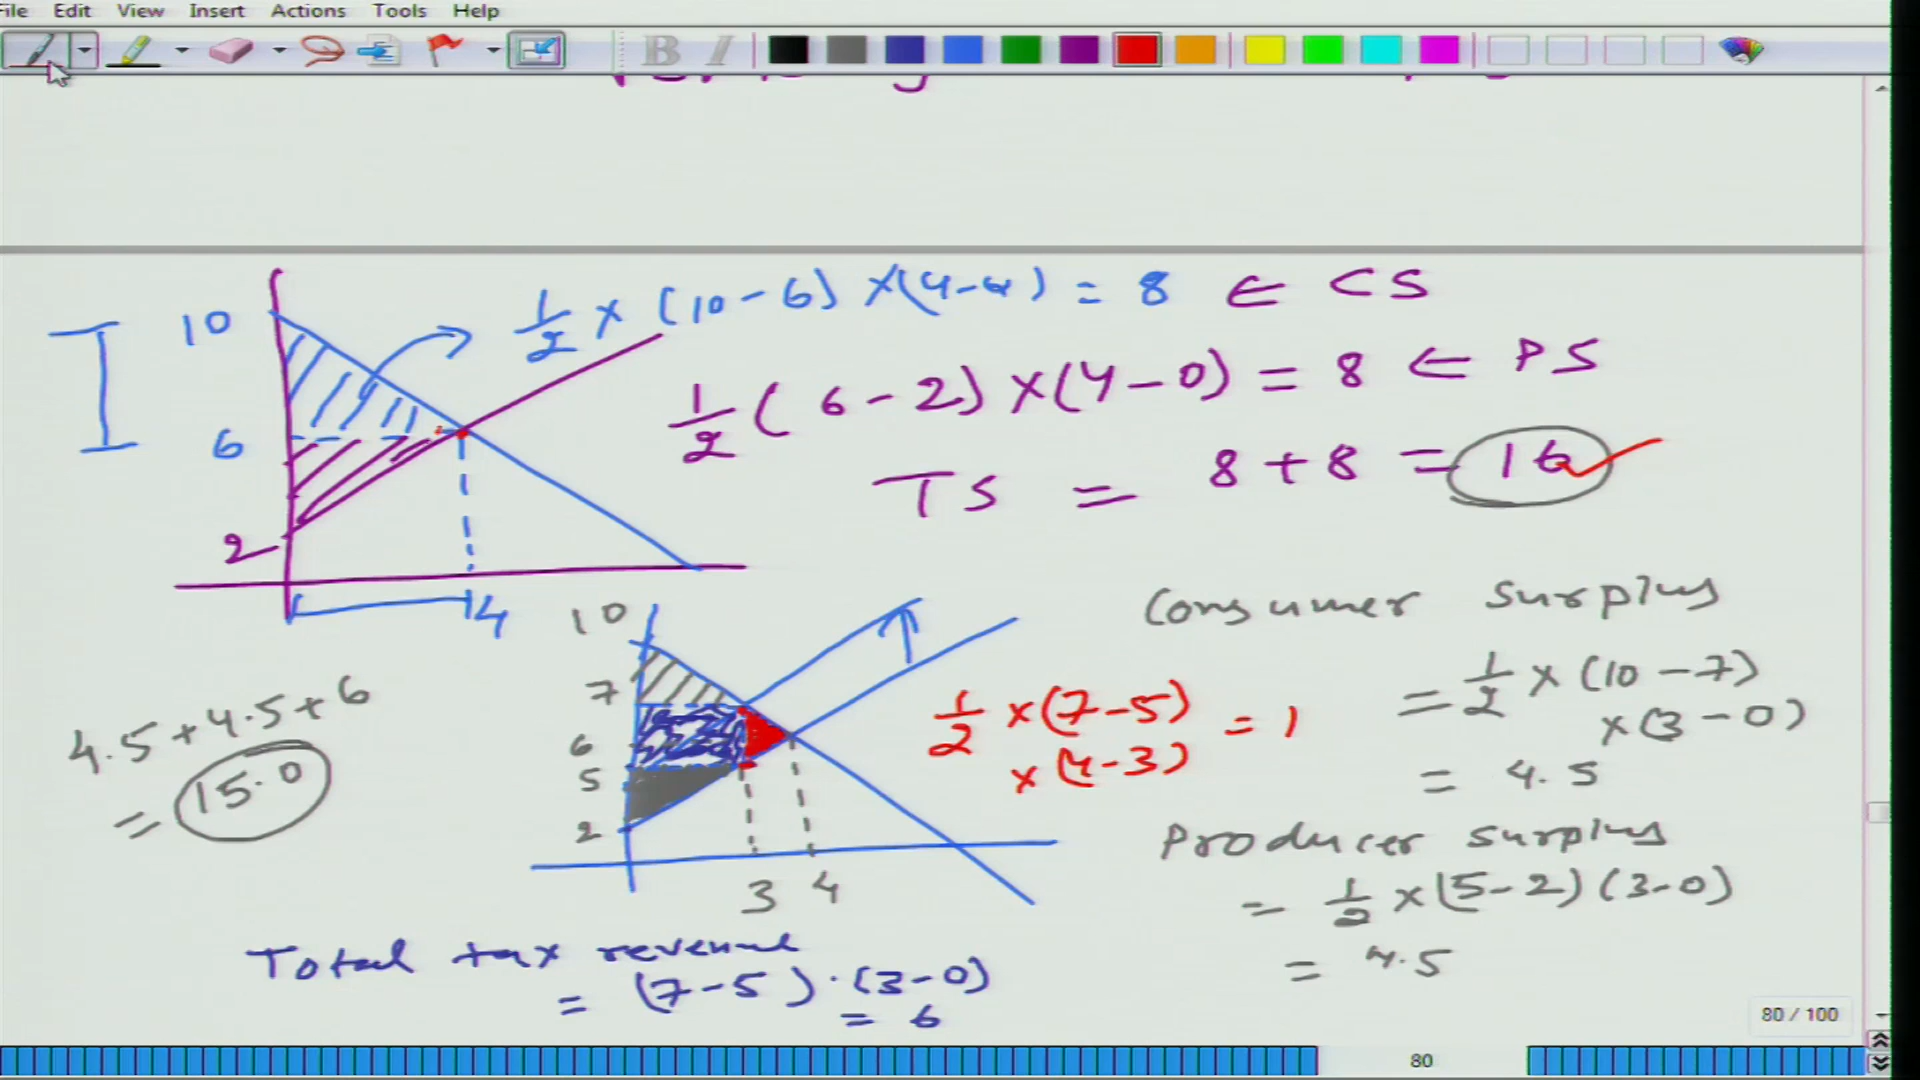 File Edit View Insert Actions Tools Help
B I
10
6
2
4
1/2 × (10-6) × (4-4) = 8 ∈ CS
1/2 (6-2) × (4-0) = 8 ∈ PS
TS = 8 + 8 = 16
4.5+4.5+6
= 15.0
10
7
6
5
2
3 4
1/2 × (7-5)
× (4-3) = 1
Consumer surplus
= 1/2 × (10-7)
× (3-0)
= 4.5
Producer surplus
= 1/2 × (5-2) (3-0)
= 4.5
Total tax revenue
= (7-5) · (3-0)
= 6
80 / 100
80